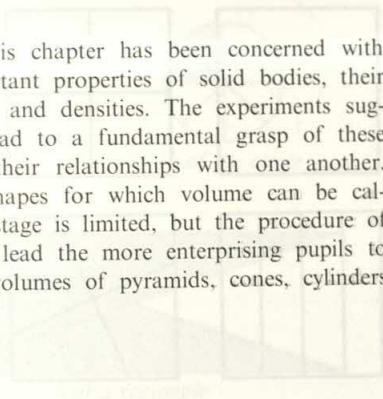 is chapter has been concerned with
tant properties of solid bodies, their
and densities. The experiments sug-
ad to a fundamental grasp of these
their relationships with one another.
hapes for which volume can be cal-
tage is limited, but the procedure of
lead the more enterprising pupils to
volumes of pyramids, cones, cylinders